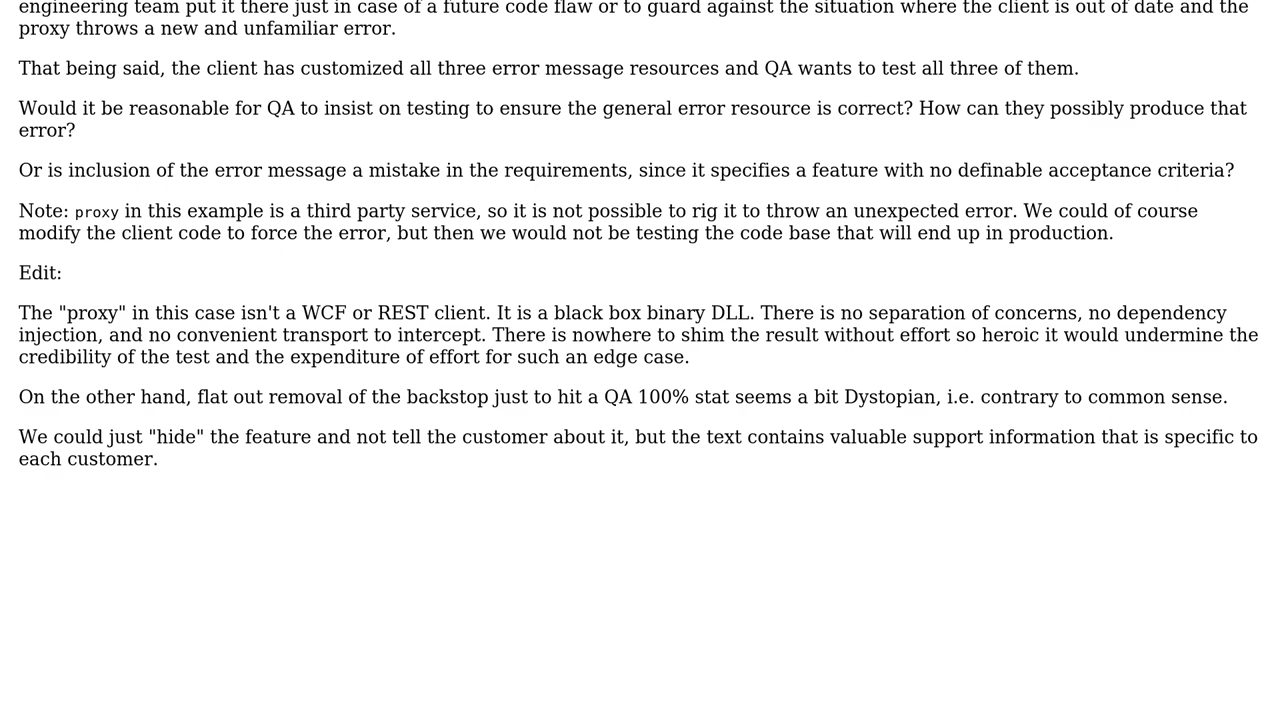 engineering team put it there just in case of a future code flaw or to guard against the situation where the client is out of date and the
proxy throws a new and unfamiliar error.
That being said, the client has customized all three error message resources and QA wants to test all three of them.
Would it be reasonable for QA to insist on testing to ensure the general error resource is correct? How can they possibly produce that
error?
Or is inclusion of the error message a mistake in the requirements, since it specifies a feature with no definable acceptance criteria?
Note: proxy in this example is a third party service, so it is not possible to rig it to throw an unexpected error. We could of course
modify the client code to force the error, but then we would not be testing the code base that will end up in production.
Edit:
The "proxy" in this case isn't a WCF or REST client. It is a black box binary DLL. There is no separation of concerns, no dependency
injection, and no convenient transport to intercept. There is nowhere to shim the result without effort so heroic it would undermine the
credibility of the test and the expenditure of effort for such an edge case.
On the other hand, flat out removal of the backstop just to hit a QA 100% stat seems a bit Dystopian, i.e. contrary to common sense.
We could just "hide" the feature and not tell the customer about it, but the text contains valuable support information that is specific to
each customer.